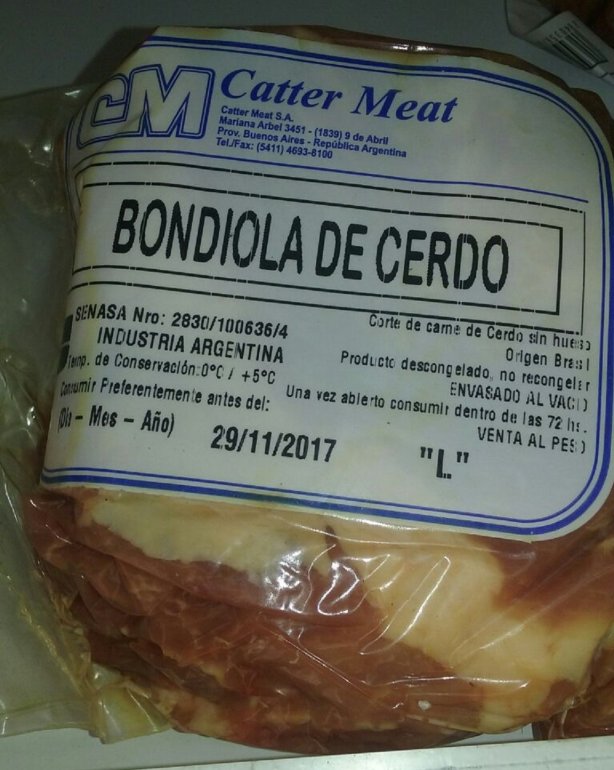 CM
Catter Meat
Catter Meat S.A.
Mariana Arbel 3451 - (1839) 9 de Abril
Prov. Buenos Aires - República Argentina
Tel./Fax: (5411) 4693-8100
BONDIOLA DE CERDO
SENASA Nro: 2830/100636/4
INDUSTRIA ARGENTINA
Temp. de Conservación:0°C / +5°C
Consumir Preferentemente antes del:
(Día - Mes - Año)
29/11/2017
Corte de carne de Cerdo sin hueso
Origen Brasil
Producto descongelado, no recongelar
ENVASADO AL VACIO
Una vez abierto consumir dentro de las 72 hs.
VENTA AL PESO
"L"